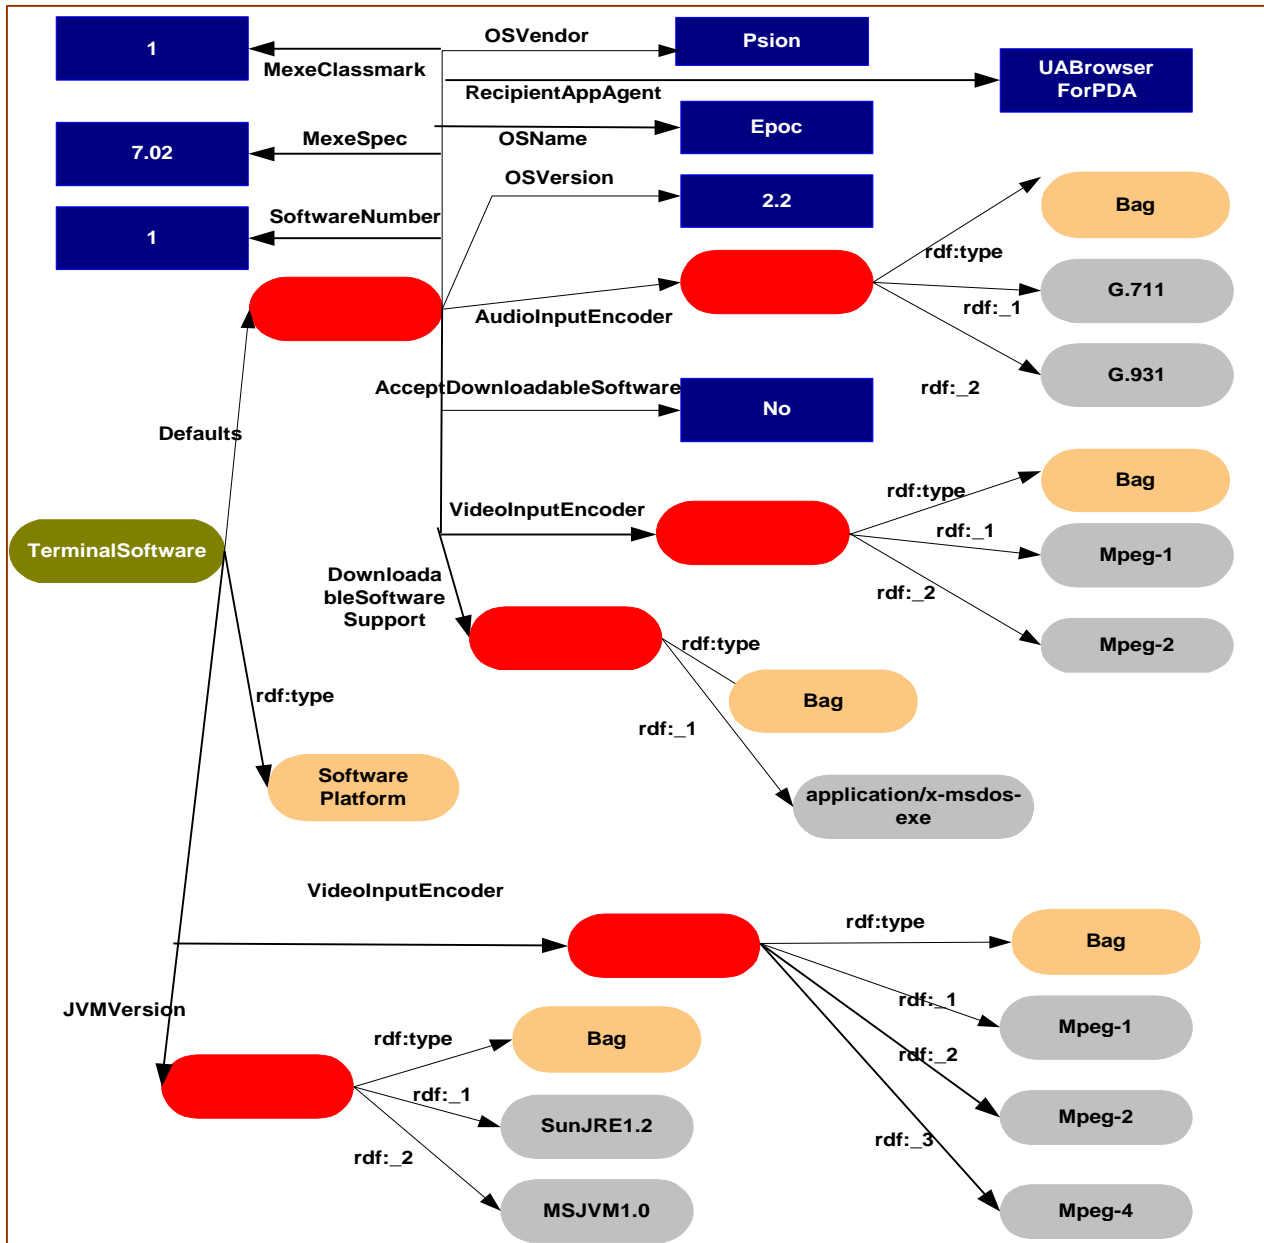 1
OSVendor
Psion
MexeClassmark
RecipientAppAgent
UABrowser
ForPDA
7.02
MexeSpec
OSName
Epoc
OSVersion
2.2
1
SoftwareNumber
Bag
rdf:type
AudioInputEncoder
G.711
rdf:_1
G.931
rdf:_2
AcceptDownloadableSoftware
No
Defaults
Bag
rdf:type
VideoInputEncoder
rdf:_1
Mpeg-1
TerminalSoftware
rdf:_2
Mpeg-2
Downloada
bleSoftware
Support
rdf:type
Bag
rdf:_1
rdf:type
Software
Platform
application/x-msdos-
exe
VideoInputEncoder
rdf:type
Bag
JVMVersion
rdf:_1
Mpeg-1
rdf:type
Bag
rdf:_2
Mpeg-2
rdf:_1
SunJRE1.2
rdf:_3
Mpeg-4
rdf:_2
MSJVM1.0